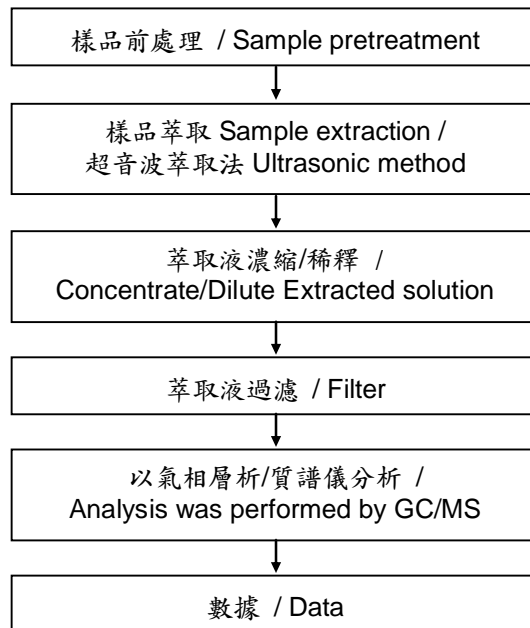 樣品前處理 / Sample pretreatment
樣品萃取 Sample extraction /
超音波萃取法 Ultrasonic method
萃取液濃縮/稀釋 /
Concentrate/Dilute Extracted solution
萃取液過濾 / Filter
以氣相層析/質譜儀分析 /
Analysis was performed by GC/MS
數據 / Data